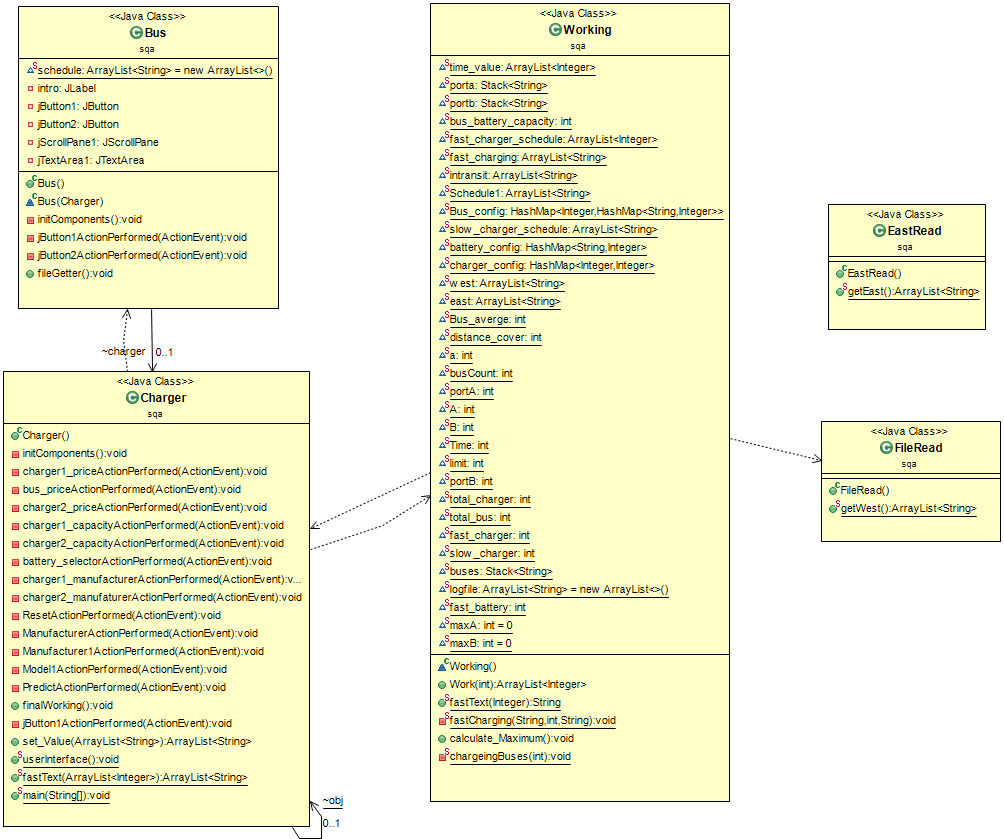 <<Java Class>>
Bus
sqa
schedule: ArrayList<String> = new ArrayList<>()
intro: JLabel
jButton1: JButton
jButton2: JButton
jScrollPane1: JScrollPane
jTextArea1: JTextArea
Bus()
Bus(Charger)
initComponents():void
jButton1ActionPerformed(ActionEvent):void
jButton2ActionPerformed(ActionEvent):void
fileGetter():void
~charger
0..1
<<Java Class>>
Charger
sqa
Charger()
initComponents():void
charger1_priceActionPerformed(ActionEvent):void
bus_priceActionPerformed(ActionEvent):void
charger2_priceActionPerformed(ActionEvent):void
charger1_capacityActionPerformed(ActionEvent):void
charger2_capacityActionPerformed(ActionEvent):void
battery_selectorActionPerformed(ActionEvent):void
charger1_manufacturerActionPerformed(ActionEvent):v...
charger2_manufaturerActionPerformed(ActionEvent):void
ResetActionPerformed(ActionEvent):void
ManufacturerActionPerformed(ActionEvent):void
Manufacturer1ActionPerformed(ActionEvent):void
Model1ActionPerformed(ActionEvent):void
PredictActionPerformed(ActionEvent):void
finalWorking():void
jButton1ActionPerformed(ActionEvent):void
set_Value(ArrayList<String>):ArrayList<String>
userInterface():void
fastText(ArrayList<Integer>):ArrayList<String>
main(String[]):void
~obj
0..1
<<Java Class>>
Working
sqa
time_value: ArrayList<Integer>
porta: Stack<String>
portb: Stack<String>
bus_battery_capacity: int
fast_charger_schedule: ArrayList<Integer>
fast_charging: ArrayList<String>
intransit: ArrayList<String>
Schedule1: ArrayList<String>
Bus_config: HashMap<Integer,HashMap<String,Integer>>
slow_charger_schedule: ArrayList<String>
battery_config: HashMap<String,Integer>
charger_config: HashMap<Integer,Integer>
west: ArrayList<String>
east: ArrayList<String>
Bus_averge: int
distance_cover: int
a: int
busCount: int
portA: int
A: int
B: int
Time: int
limit: int
portB: int
total_charger: int
total_bus: int
fast_charger: int
slow_charger: int
buses: Stack<String>
logfile: ArrayList<String> = new ArrayList<>()
fast_battery: int
maxA: int = 0
maxB: int = 0
Working()
Work(int):ArrayList<Integer>
fastText(Integer):String
fastCharging(String,int,String):void
calculate_Maximum():void
chargeingBuses(int):void
<<Java Class>>
EastRead
sqa
EastRead()
getEast():ArrayList<String>
<<Java Class>>
FileRead
sqa
FileRead()
getWest():ArrayList<String>